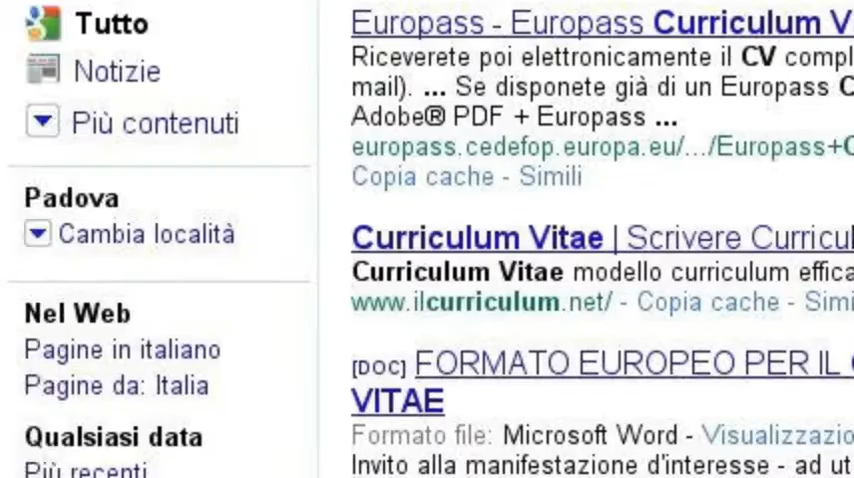 Tutto
Notizie
Più contenuti
Padova
Cambia località
Nel Web
Pagine in italiano
Pagine da: Italia
Qualsiasi data
Più recenti
Europass - Europass Curriculum V
Riceverete poi elettronicamente il CV compl
mail). ... Se disponete già di un Europass C
Adobe® PDF + Europass ...
europass.cedefop.europa.eu/.../Europass+C
Copia cache - Simili
Curriculum Vitae | Scrivere Curricul
Curriculum Vitae modello curriculum effica
www.ilcurriculum.net/ - Copia cache - Simi
[DOC] FORMATO EUROPEO PER IL
VITAE
Formato file: Microsoft Word - Visualizzazio
Invito alla manifestazione d'interesse - ad ut